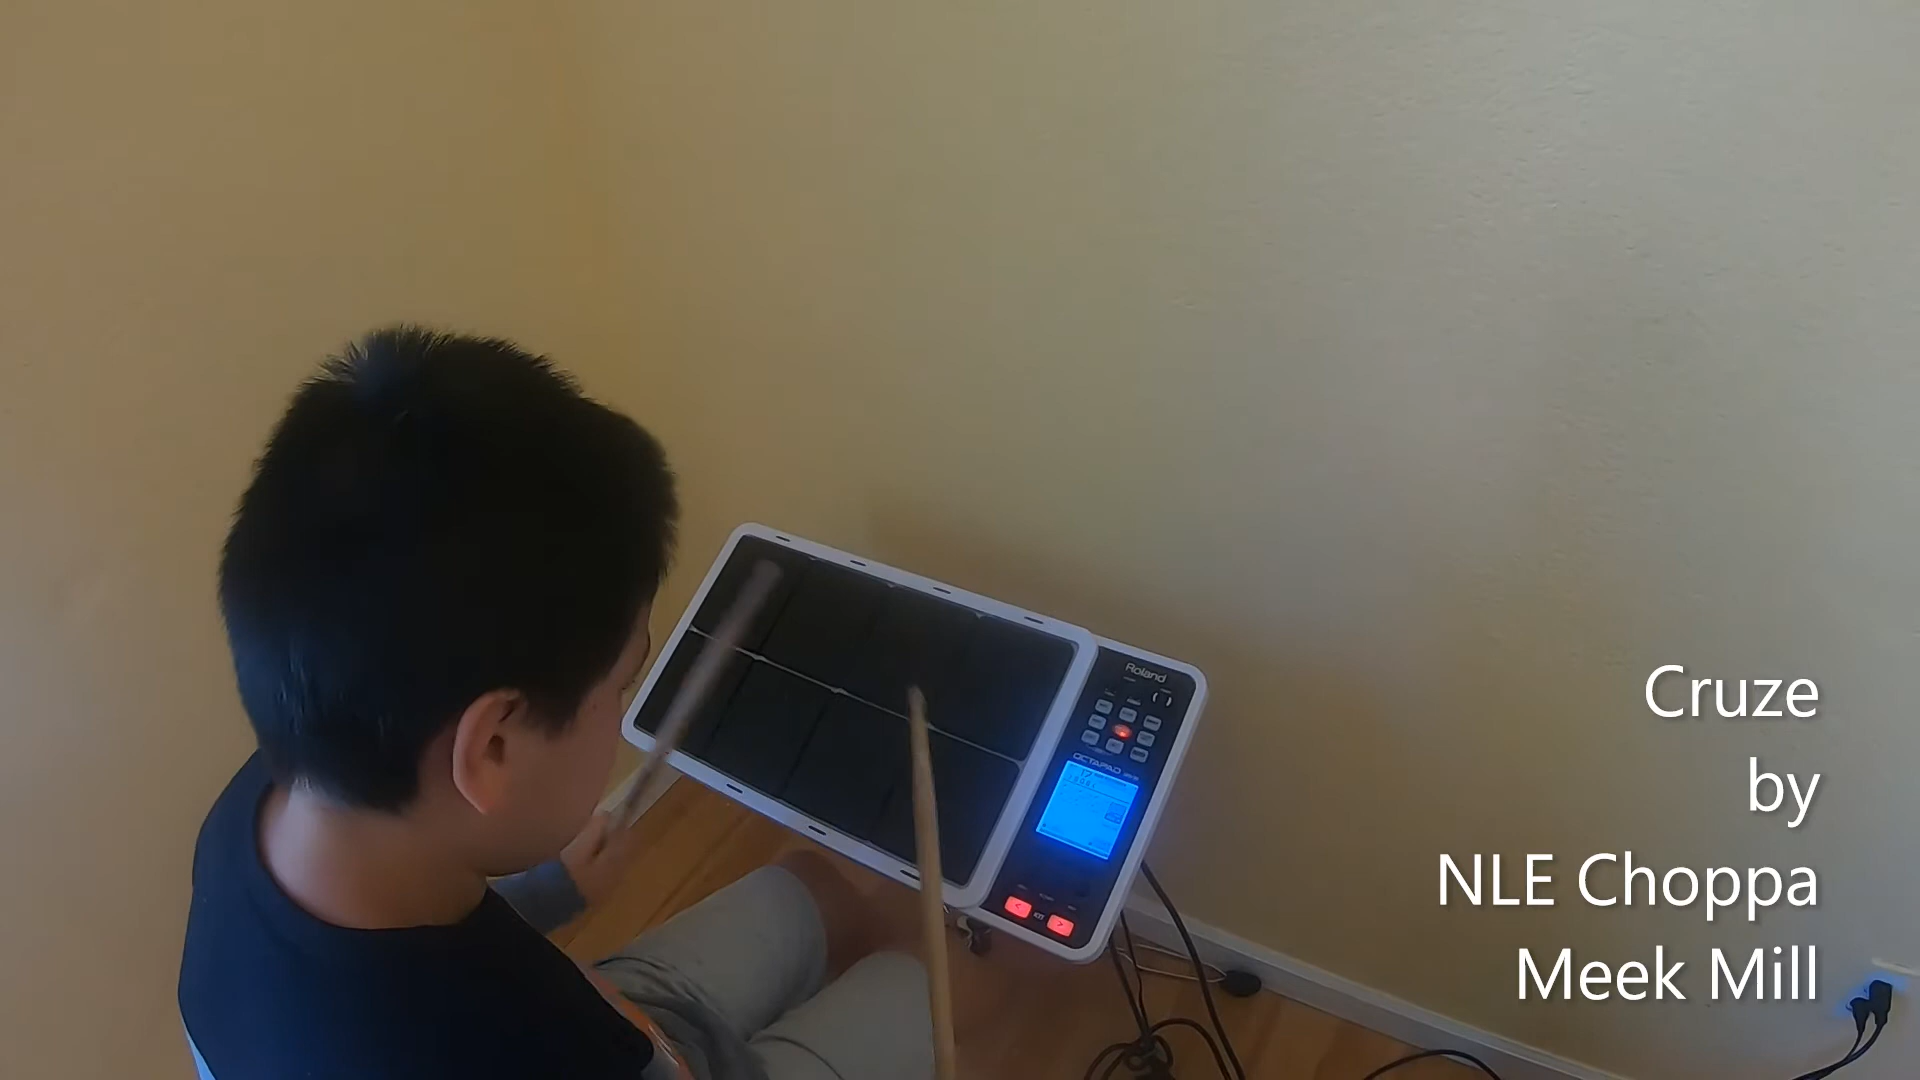 Roland
OCTAPAD
Cruze
by
NLE Choppa
Meek Mill